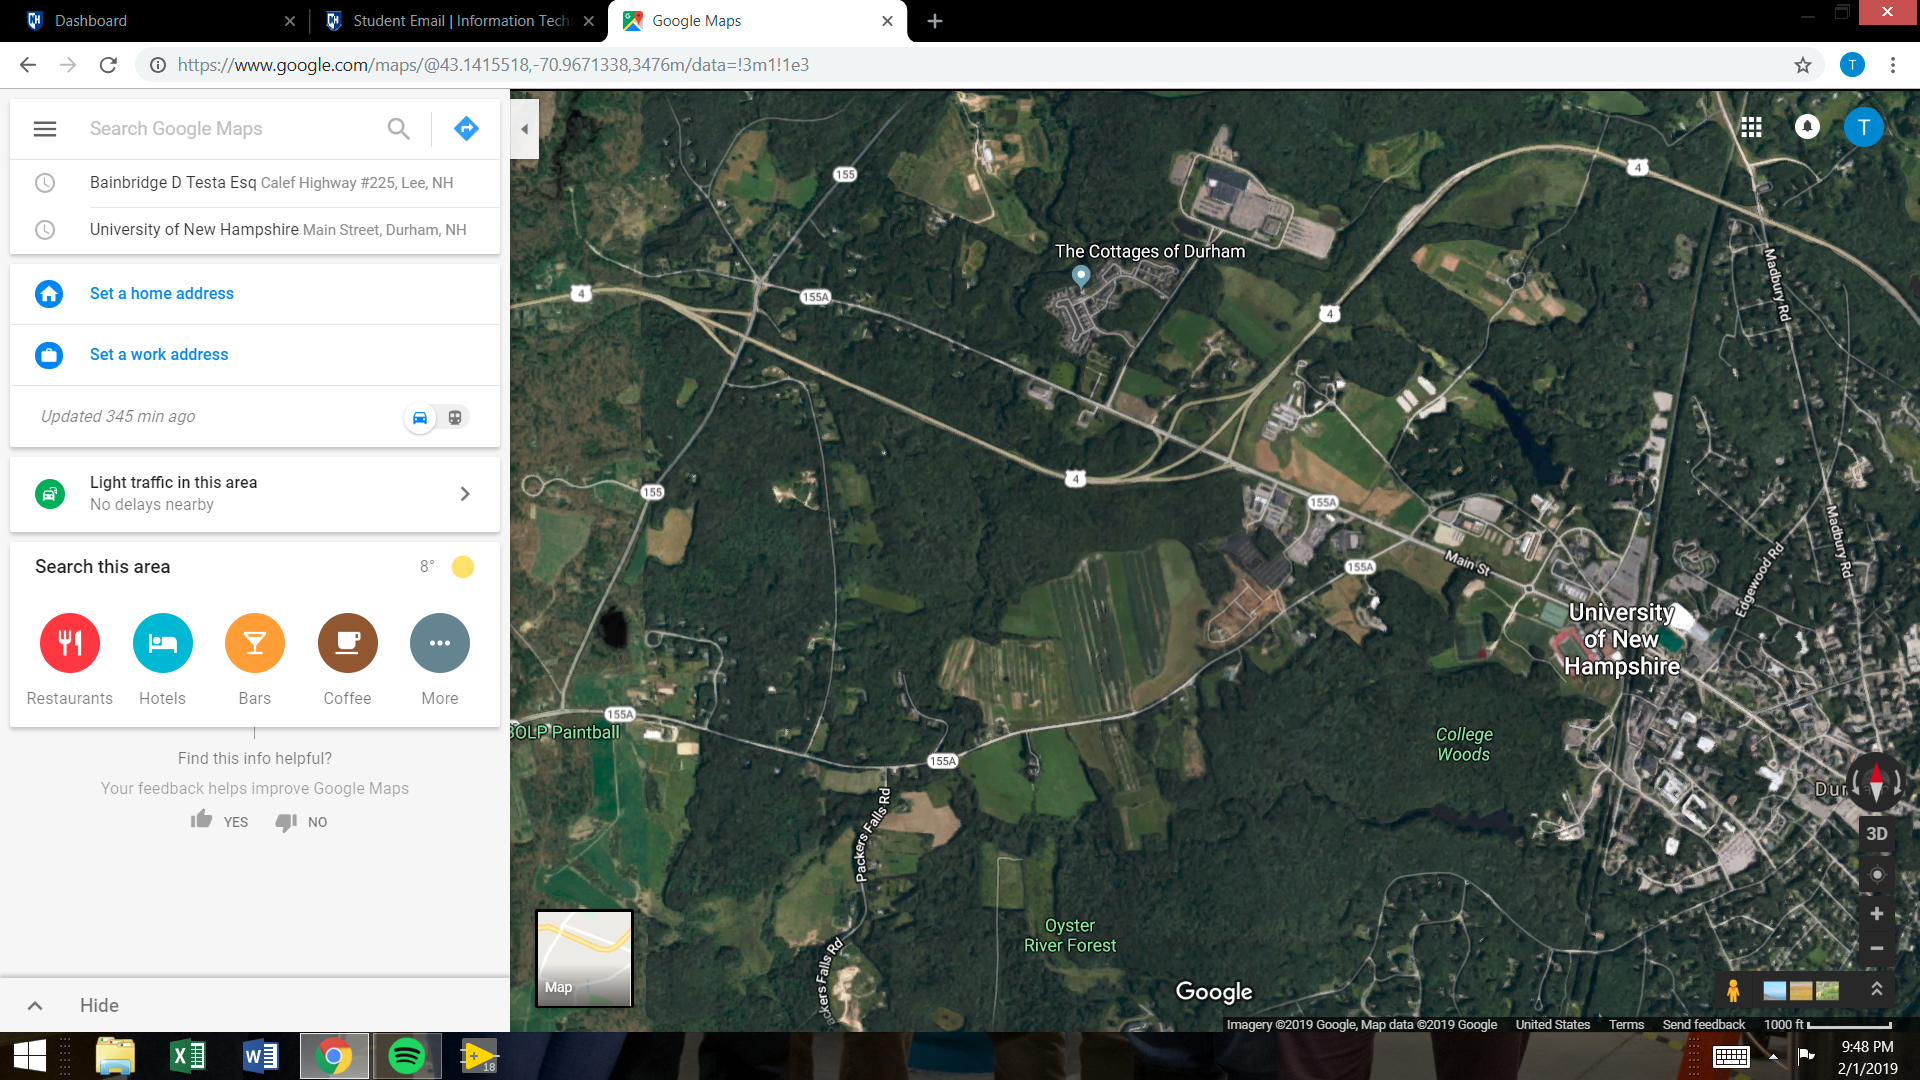 Dashboard
Student Email | Information Tech
Google Maps
https://www.google.com/maps/@43.1415518,-70.9671338,3476m/data=!3m1!1e3
T
Search Google Maps
Bainbridge D Testa Esq Calef Highway #225, Lee, NH
University of New Hampshire Main Street, Durham, NH
Set a home address
Set a work address
Updated 345 min ago
Light traffic in this area
No delays nearby
Search this area
8°
Restaurants
Hotels
Bars
Coffee
More
Find this info helpful?
Your feedback helps improve Google Maps
YES
NO
Hide
T
155
4
The Cottages of Durham
4
155A
4
Madbury Rd
155
4
155A
Madbury Rd
155A
Main St
Edgewood Rd
University
of New
Hampshire
155A
BOLP Paintball
155A
College
Woods
Dur
Packers Falls Rd
3D
Oyster
River Forest
ackers Falls Rd
Map
Google
Imagery ©2019 Google, Map data ©2019 Google
United States
Terms
Send feedback
1000 ft
18
9:48 PM
2/1/2019